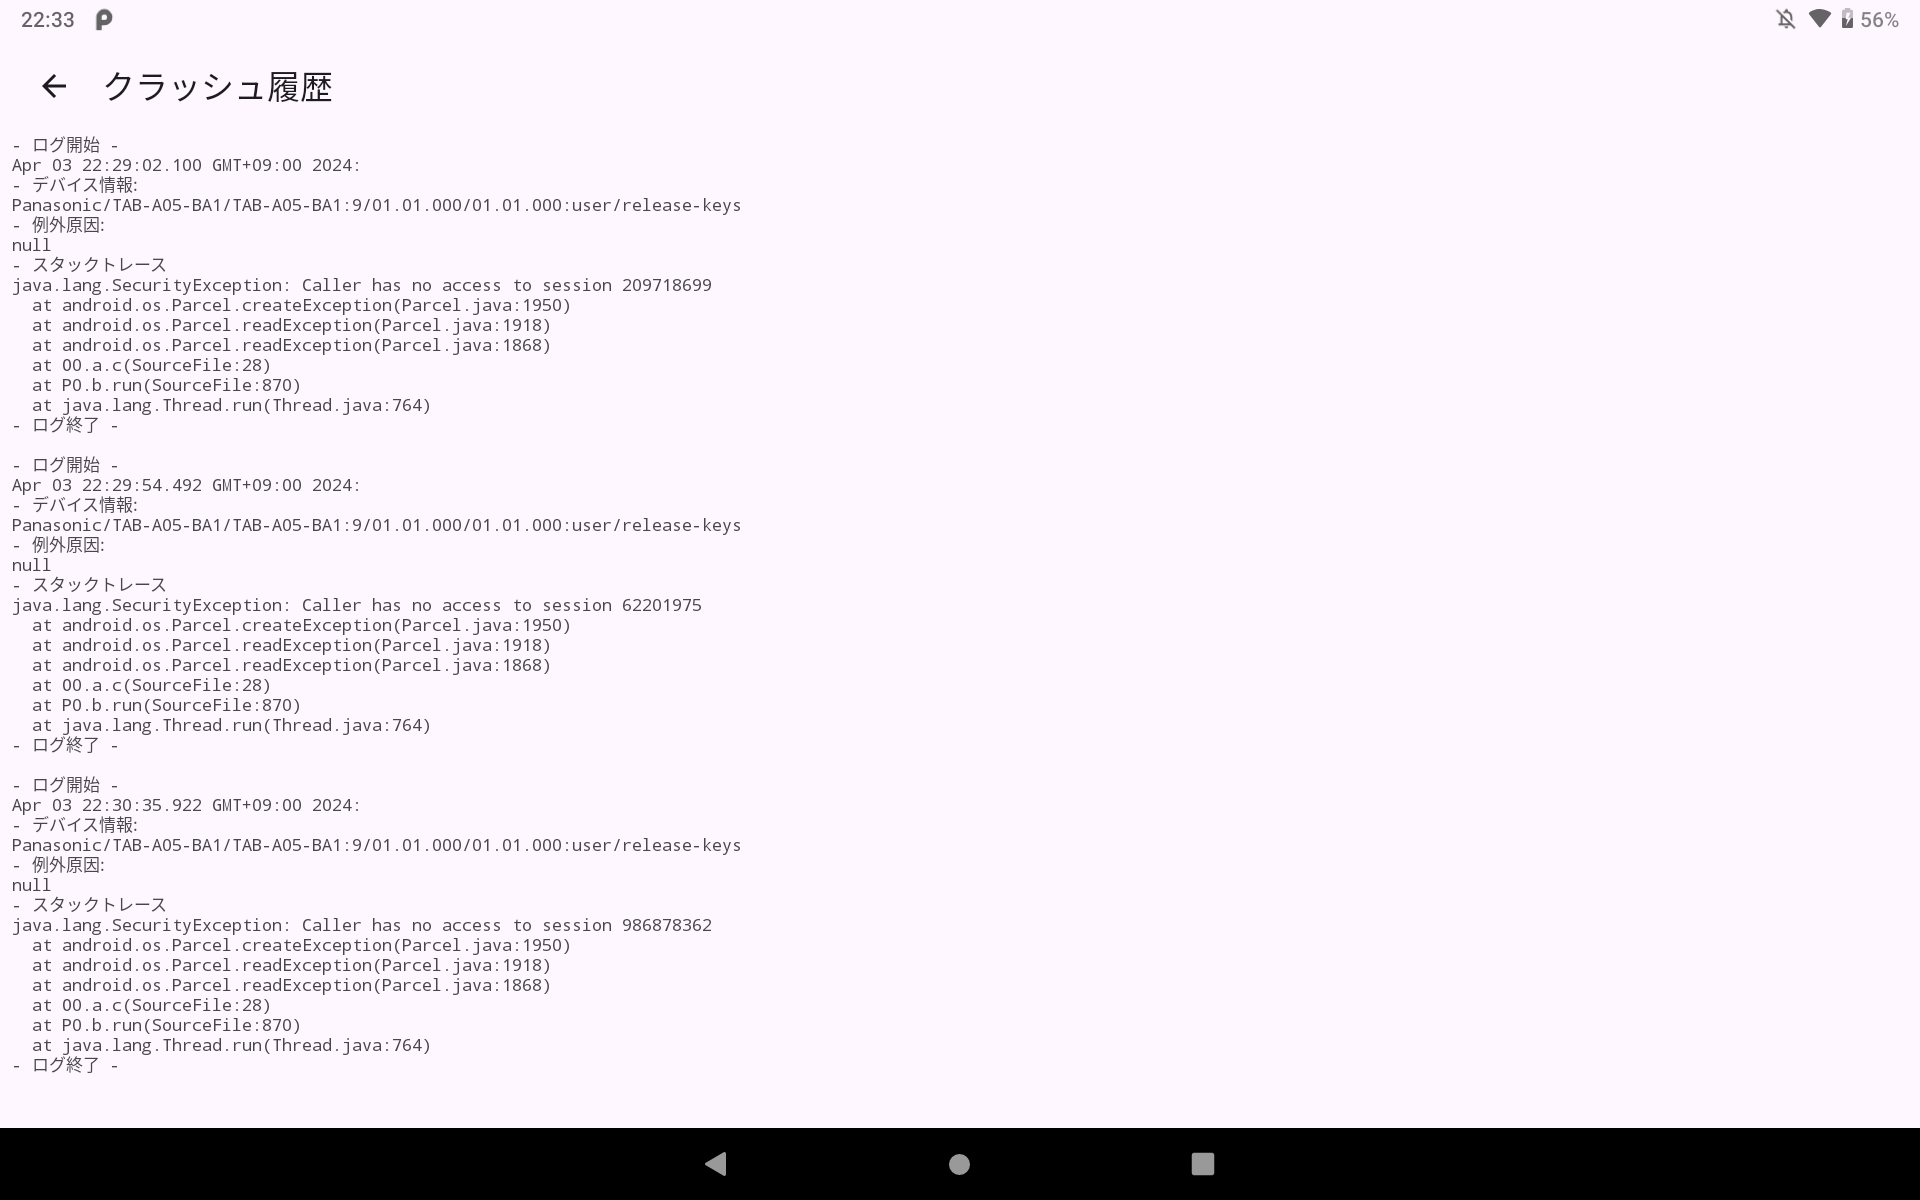 22:33
56%
クラッシュ履歴
- ログ開始 -
Apr 03 22:29:02.100 GMT+09:00 2024:
- デバイス情報:
Panasonic/TAB-A05-BA1/TAB-A05-BA1:9/01.01.000/01.01.000:user/release-keys
- 例外原因:
null
- スタックトレース
java.lang.SecurityException: Caller has no access to session 209718699
  at android.os.Parcel.createException(Parcel.java:1950)
  at android.os.Parcel.readException(Parcel.java:1918)
  at android.os.Parcel.readException(Parcel.java:1868)
  at O0.a.c(SourceFile:28)
  at P0.b.run(SourceFile:870)
  at java.lang.Thread.run(Thread.java:764)
- ログ終了 -
- ログ開始 -
Apr 03 22:29:54.492 GMT+09:00 2024:
- デバイス情報:
Panasonic/TAB-A05-BA1/TAB-A05-BA1:9/01.01.000/01.01.000:user/release-keys
- 例外原因:
null
- スタックトレース
java.lang.SecurityException: Caller has no access to session 62201975
  at android.os.Parcel.createException(Parcel.java:1950)
  at android.os.Parcel.readException(Parcel.java:1918)
  at android.os.Parcel.readException(Parcel.java:1868)
  at O0.a.c(SourceFile:28)
  at P0.b.run(SourceFile:870)
  at java.lang.Thread.run(Thread.java:764)
- ログ終了 -
- ログ開始 -
Apr 03 22:30:35.922 GMT+09:00 2024:
- デバイス情報:
Panasonic/TAB-A05-BA1/TAB-A05-BA1:9/01.01.000/01.01.000:user/release-keys
- 例外原因:
null
- スタックトレース
java.lang.SecurityException: Caller has no access to session 986878362
  at android.os.Parcel.createException(Parcel.java:1950)
  at android.os.Parcel.readException(Parcel.java:1918)
  at android.os.Parcel.readException(Parcel.java:1868)
  at O0.a.c(SourceFile:28)
  at P0.b.run(SourceFile:870)
  at java.lang.Thread.run(Thread.java:764)
- ログ終了 -